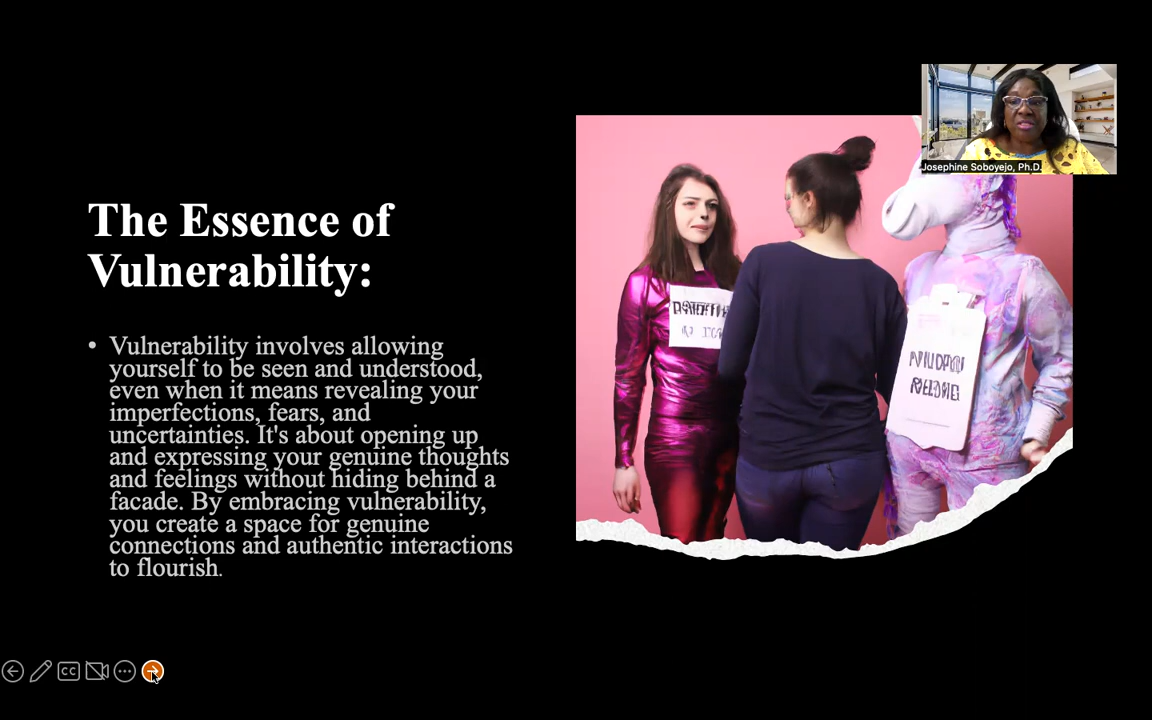 Josephine Soboyejo, Ph.D.
The Essence of
Vulnerability:
• Vulnerability involves allowing
yourself to be seen and understood,
even when it means revealing your
imperfections, fears, and
uncertainties. It's about opening up
and expressing your genuine thoughts
and feelings without hiding behind a
facade. By embracing vulnerability,
you create a space for genuine
connections and authentic interactions
to flourish.
CC